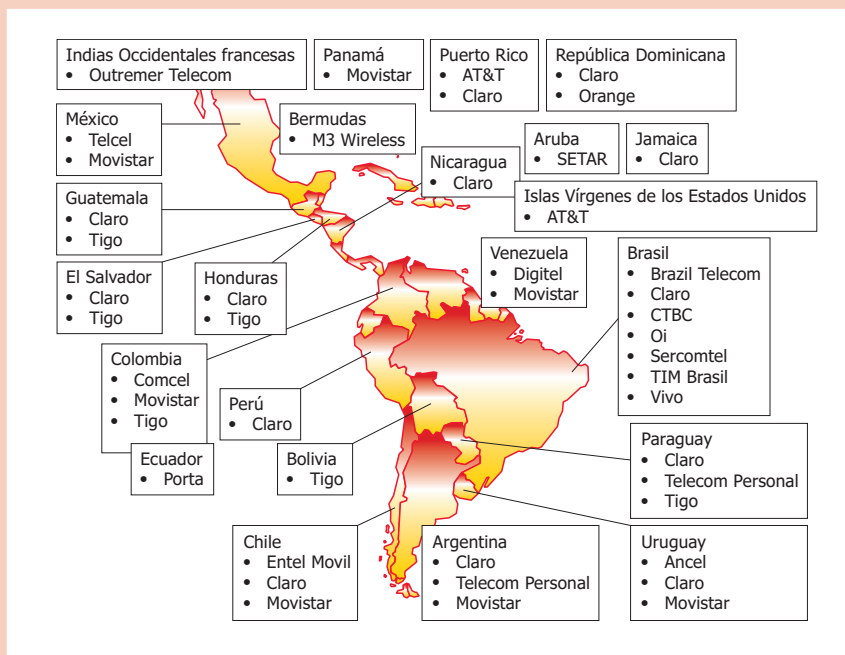 Indias Occidentales francesas
• Outremer Telecom
Panamá
• Movistar
Puerto Rico
• AT&T
• Claro
República Dominicana
• Claro
• Orange
México
• Telcel
• Movistar
Bermudas
• M3 Wireless
Nicaragua
• Claro
Aruba
• SETAR
Jamaica
• Claro
Guatemala
• Claro
• Tigo
Islas Vírgenes de los Estados Unidos
• AT&T
El Salvador
• Claro
• Tigo
Honduras
• Claro
• Tigo
Venezuela
• Digitel
• Movistar
Brasil
• Brazil Telecom
• Claro
• CTBC
• Oi
• Sercomtel
• TIM Brasil
• Vivo
Colombia
• Comcel
• Movistar
• Tigo
Perú
• Claro
Ecuador
• Porta
Bolivia
• Tigo
Paraguay
• Claro
• Telecom Personal
• Tigo
Chile
• Entel Movil
• Claro
• Movistar
Argentina
• Claro
• Telecom Personal
• Movistar
Uruguay
• Ancel
• Claro
• Movistar